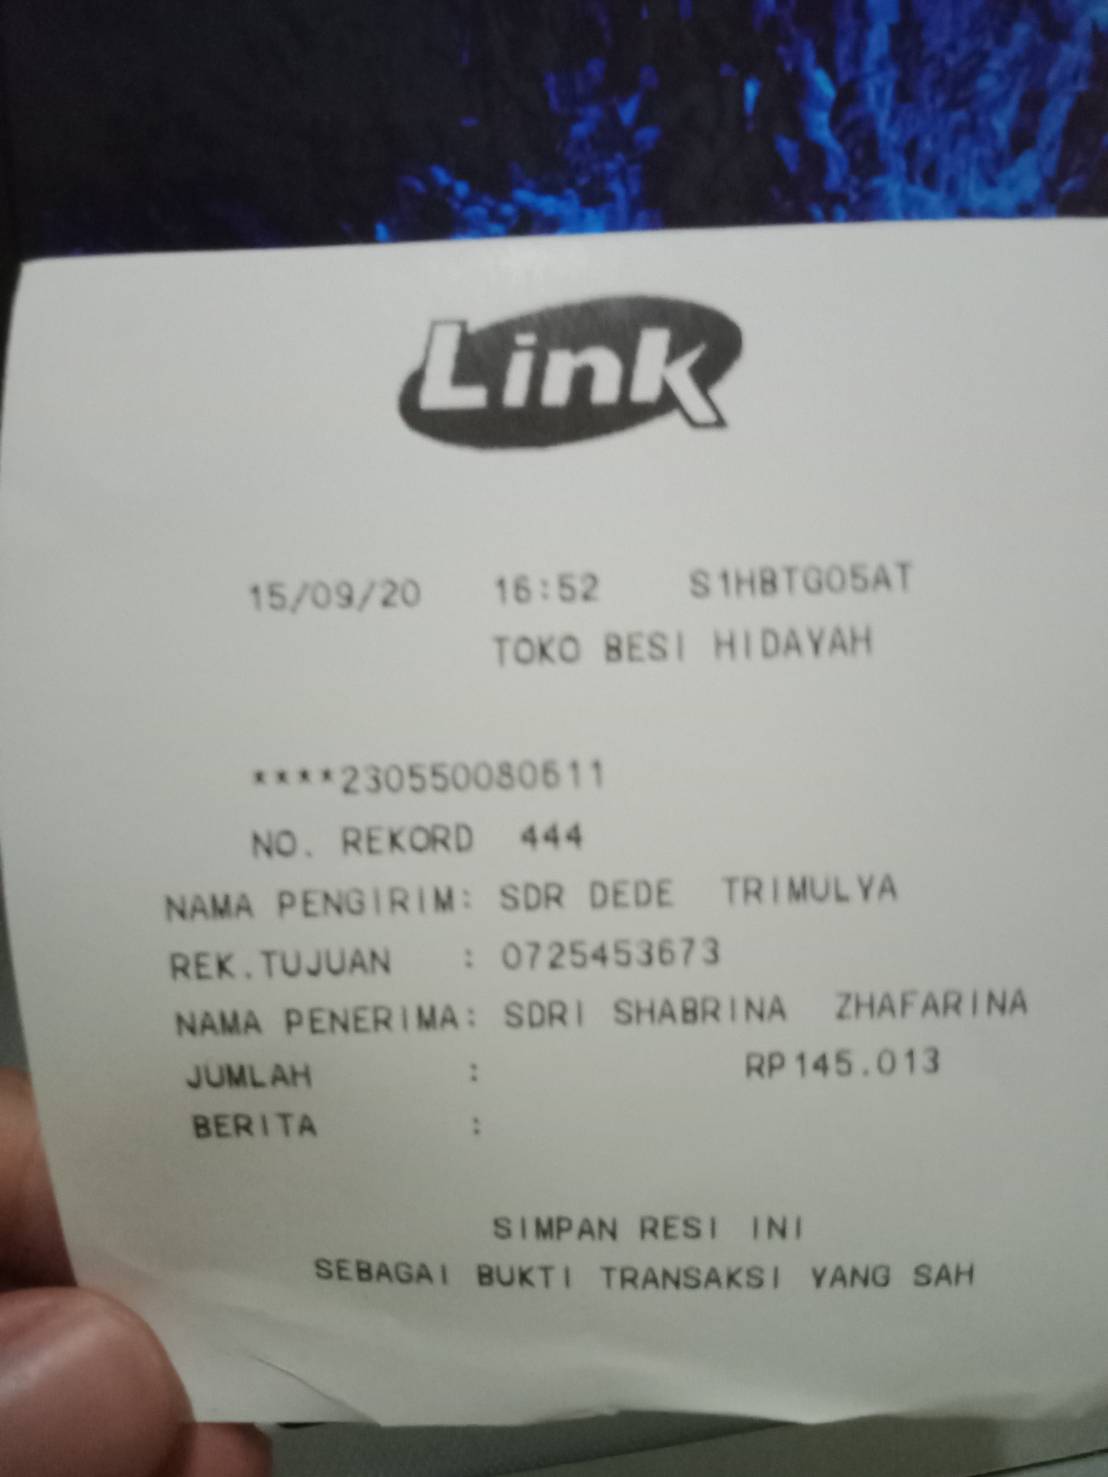 Link
15/09/20 16:52 S1HBTG05AT
TOKO BESI HIDAYAH
****230550080611
NO. REKORD 444
NAMA PENGIRIM: SDR DEDE TRIMULYA
REK.TUJUAN : 0725453673
NAMA PENERIMA: SDRI SHABRINA ZHAFARINA
JUMLAH : RP145.013
BERITA :
SIMPAN RESI INI
SEBAGAI BUKTI TRANSAKSI YANG SAH